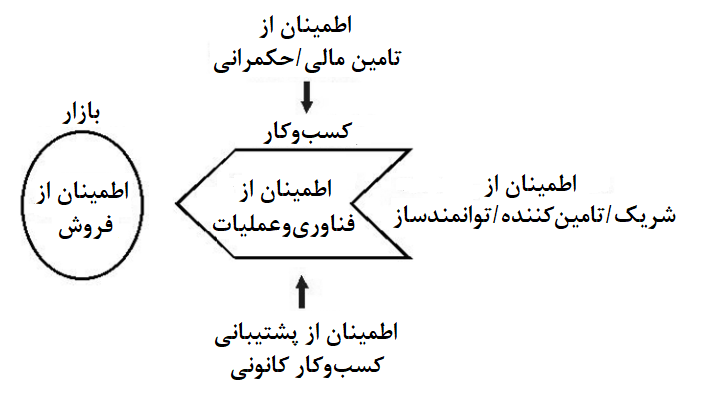 اطمینان از
تامین مالی/حکمرانی
کسب‌وکار
بازار
اطمینان از
شریک/تامین‌کننده/توانمندساز
اطمینان از
فناوری‌وعملیات
اطمینان از
فروش
اطمینان از پشتیبانی
کسب‌وکار کانونی